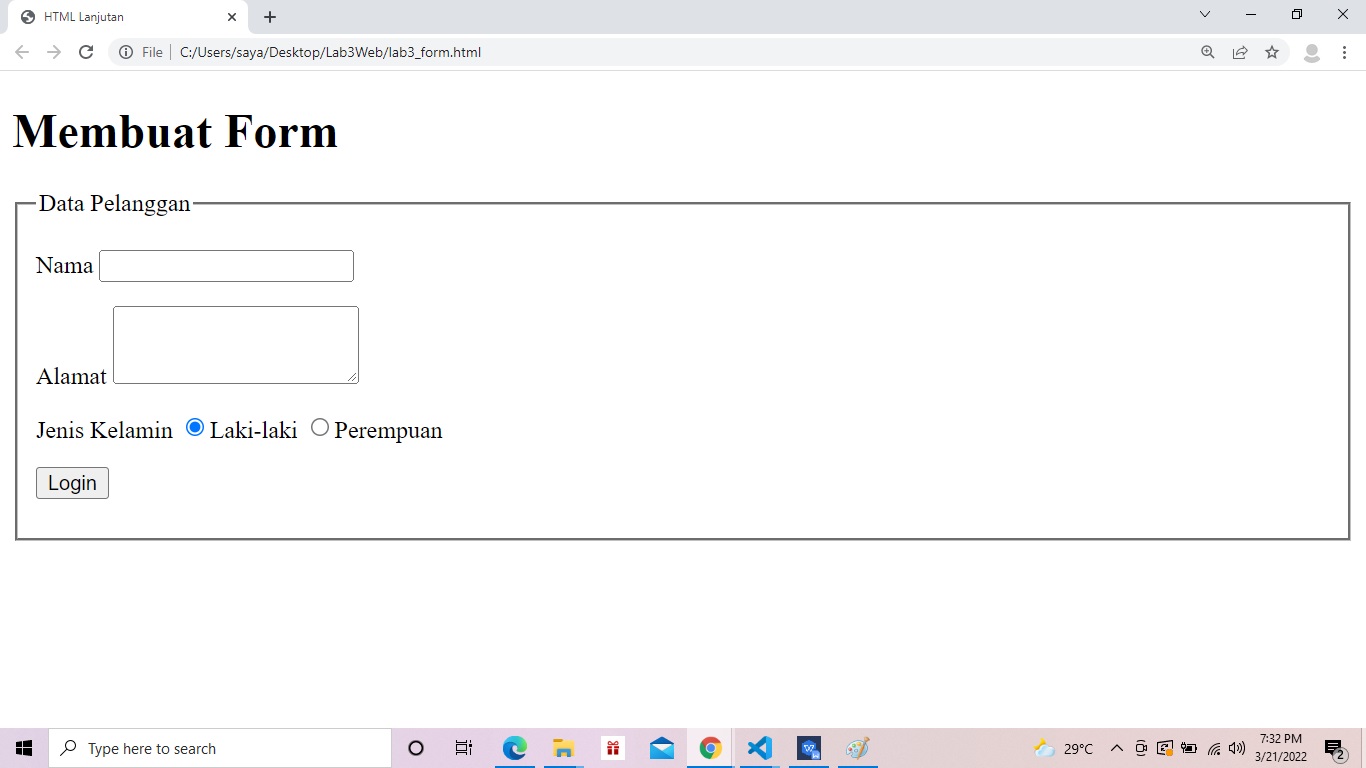 HTML Lanjutan
File C:/Users/saya/Desktop/Lab3Web/lab3_form.html
Membuat Form
Data Pelanggan
Nama
Alamat
Jenis Kelamin Laki-laki Perempuan
Login
Type here to search
29°C
7:32 PM
3/21/2022
2